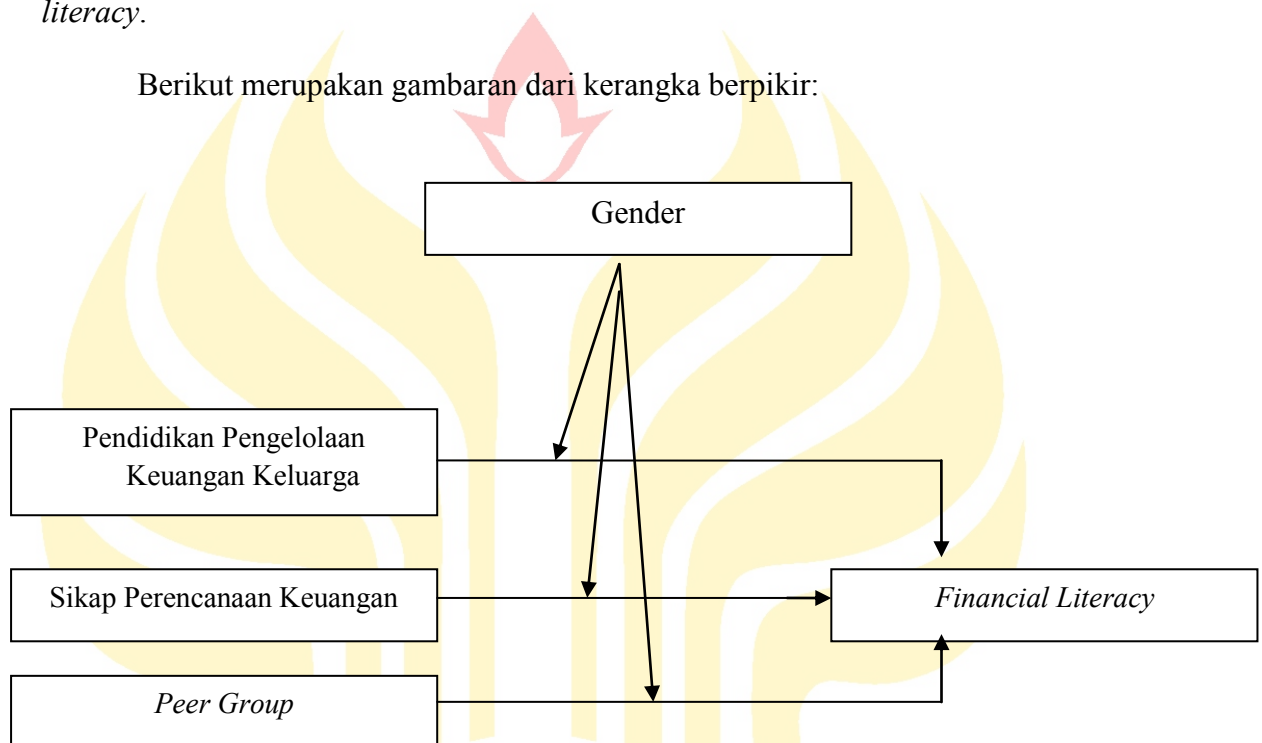 literacy.
Berikut merupakan gambaran dari kerangka berpikir:
Gender
Pendidikan Pengelolaan
Keuangan Keluarga
Sikap Perencanaan Keuangan
Financial Literacy
Peer Group